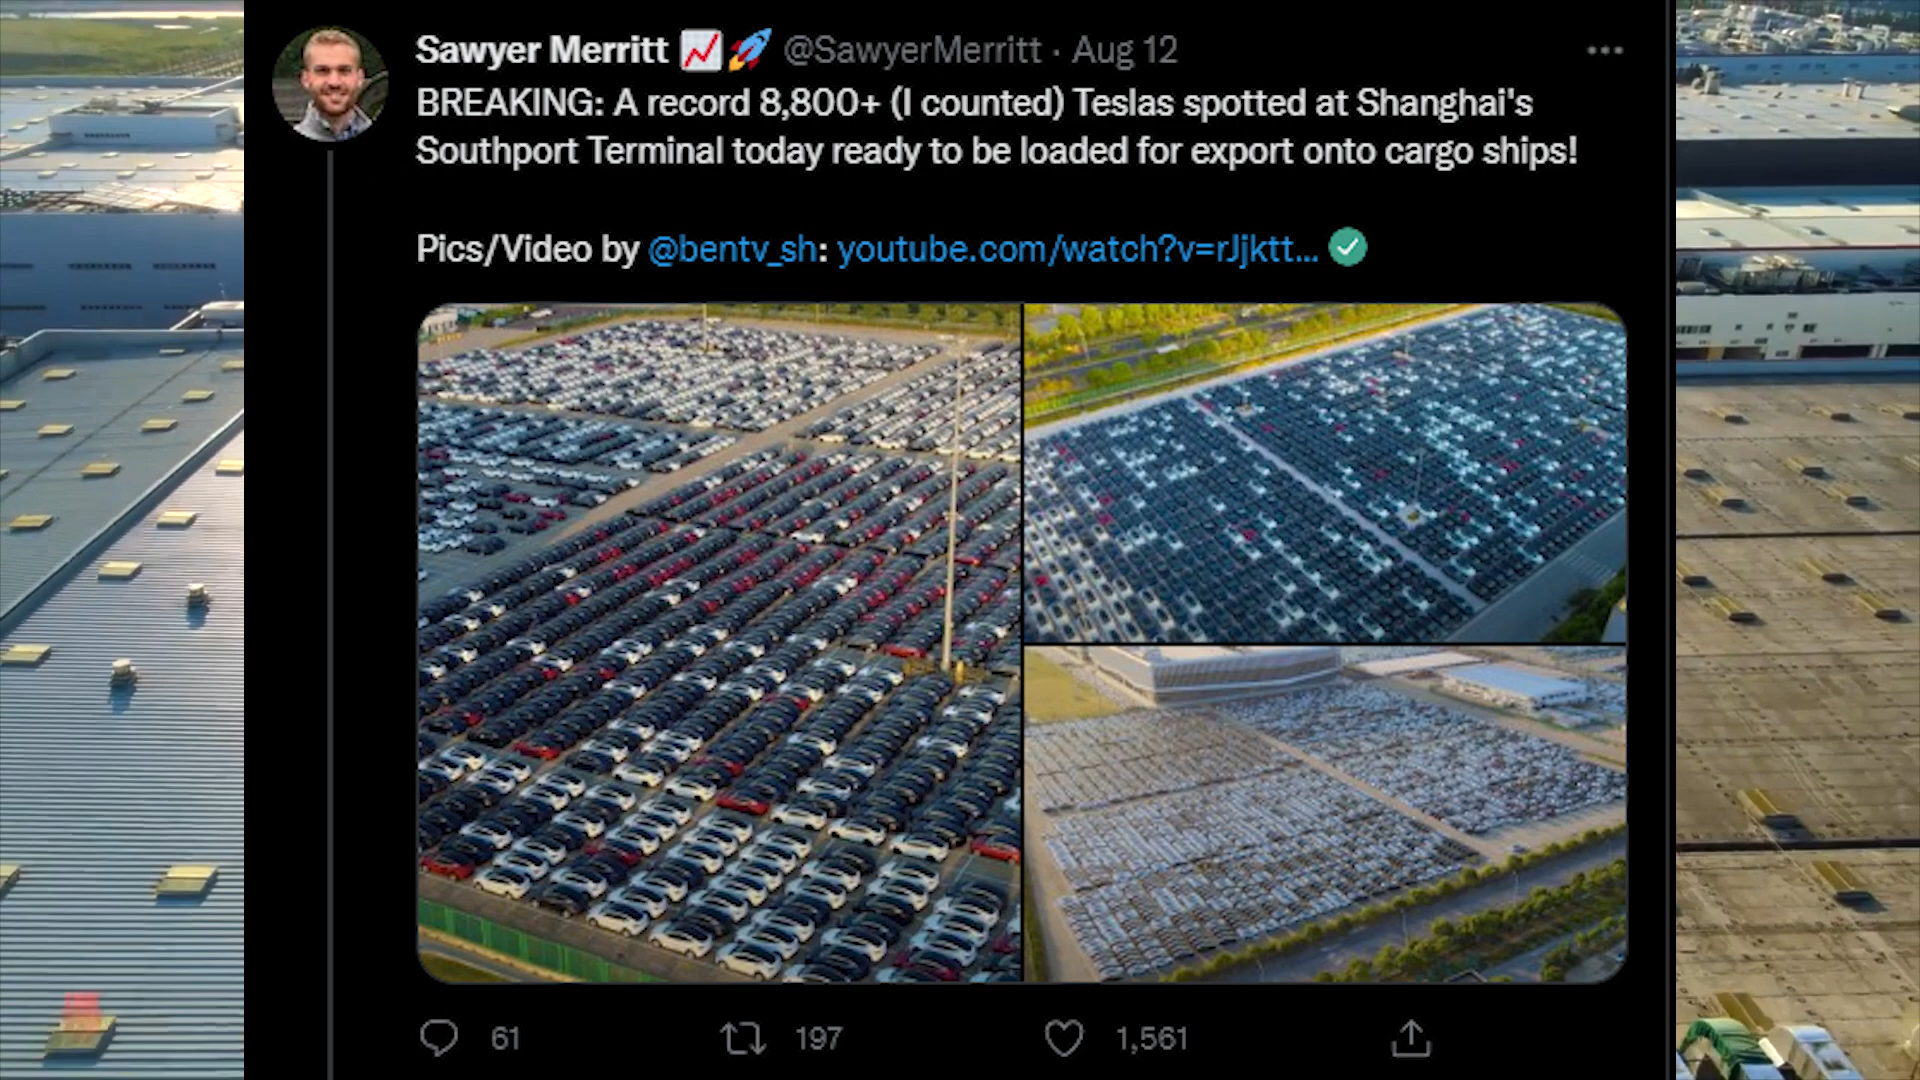 Sawyer Merritt 📈🚀 @SawyerMerritt · Aug 12
BREAKING: A record 8,800+ (I counted) Teslas spotted at Shanghai's
Southport Terminal today ready to be loaded for export onto cargo ships!
Pics/Video by @bentv_sh: youtube.com/watch?v=rJjktt...
61 197 1,561